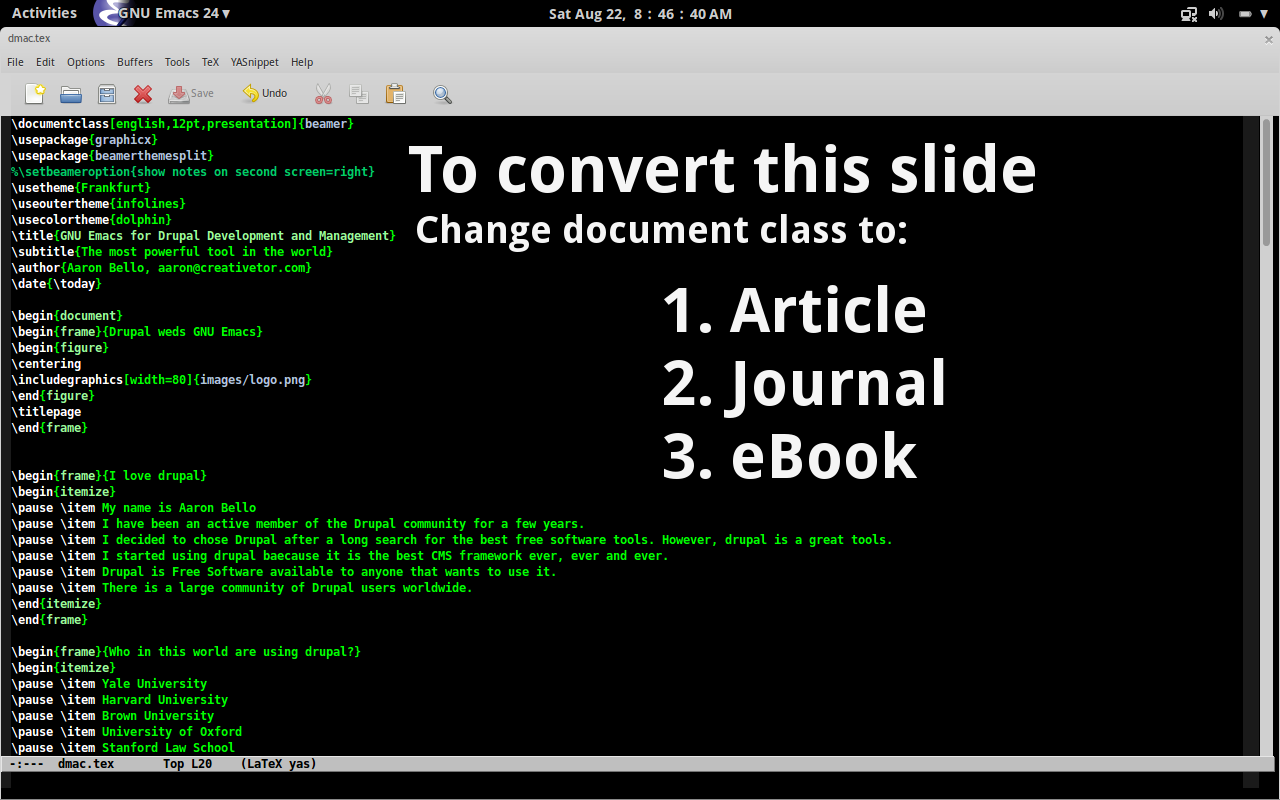 Activities GNU Emacs 24 ▾ Sat Aug 22, 8 : 46 : 40 AM
dmac.tex
File Edit Options Buffers Tools TeX YASnippet Help
Save Undo
\documentclass[english,12pt,presentation]{beamer}
\usepackage{graphicx}
\usepackage{beamerthemesplit}
%\setbeameroption{show notes on second screen=right}
\usetheme{Frankfurt}
\useoutertheme{infolines}
\usecolortheme{dolphin}
\title{GNU Emacs for Drupal Development and Management}
\subtitle{The most powerful tool in the world}
\author{Aaron Bello, aaron@creativetor.com}
\date{\today}
To convert this slide
Change document class to:
1. Article
2. Journal
3. eBook
\begin{document}
\begin{frame}{Drupal weds GNU Emacs}
\begin{figure}
\centering
\includegraphics[width=80]{images/logo.png}
\end{figure}
\titlepage
\end{frame}
\begin{frame}{I love drupal}
\begin{itemize}
\pause \item My name is Aaron Bello
\pause \item I have been an active member of the Drupal community for a few years.
\pause \item I decided to chose Drupal after a long search for the best free software tools. However, drupal is a great tools.
\pause \item I started using drupal baecause it is the best CMS framework ever, ever and ever.
\pause \item Drupal is Free Software available to anyone that wants to use it.
\pause \item There is a large community of Drupal users worldwide.
\end{itemize}
\end{frame}
\begin{frame}{Who in this world are using drupal?}
\begin{itemize}
\pause \item Yale University
\pause \item Harvard University
\pause \item Brown University
\pause \item University of Oxford
\pause \item Stanford Law School
-:--- dmac.tex Top L20 (LaTeX yas)